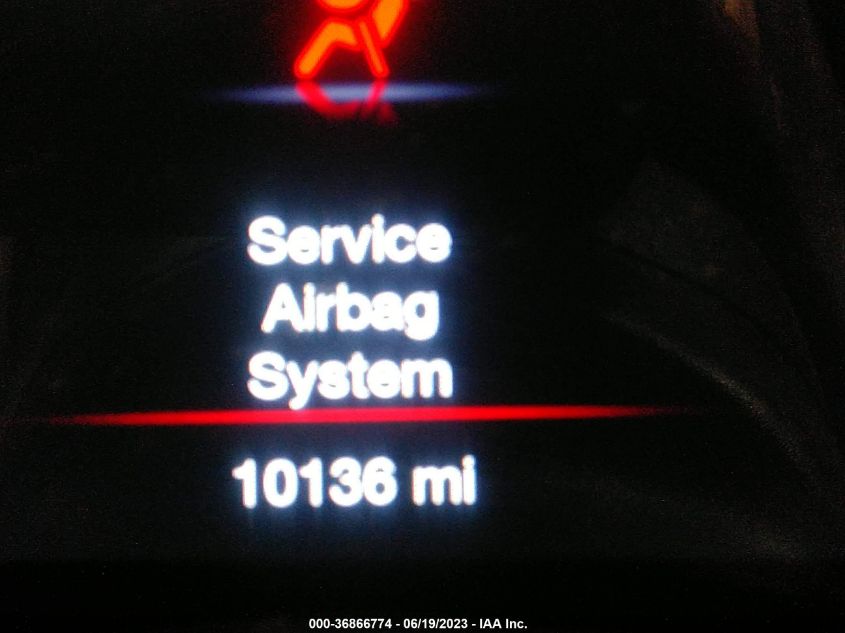 Service
Airbag
System
10136 mi
000-36866774 - 06/19/2023 - IAA Inc.